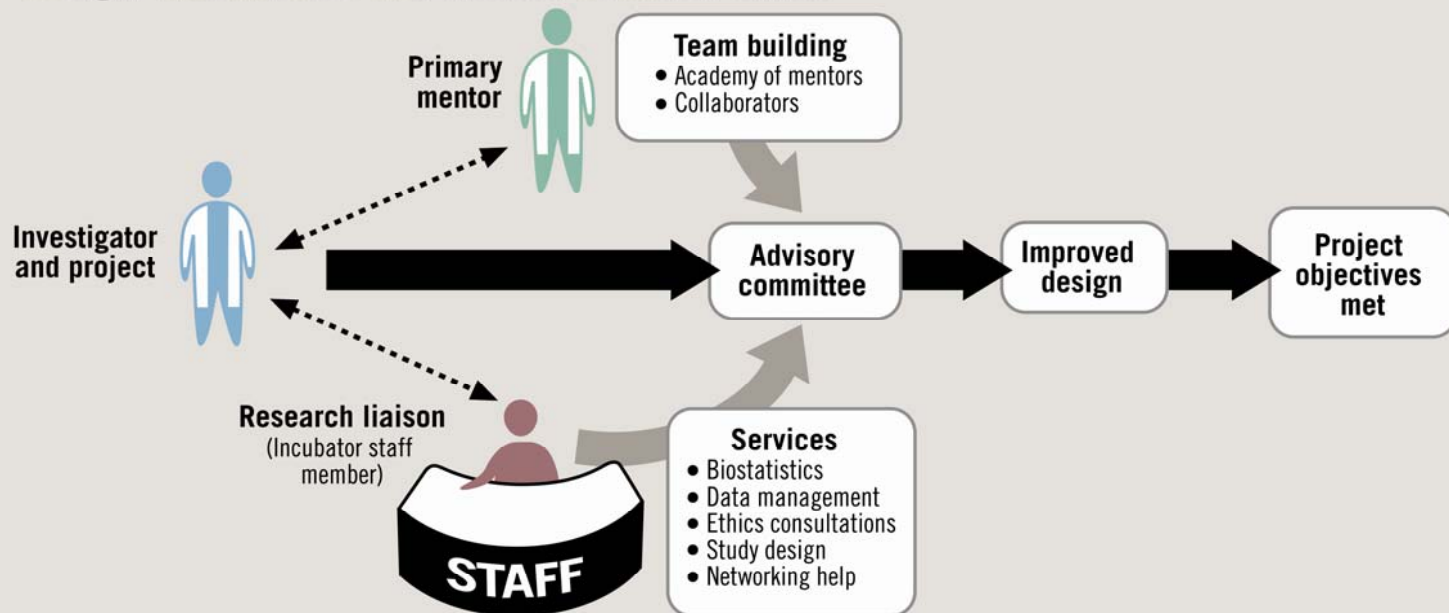 Primary
mentor
Team building
• Academy of mentors
• Collaborators
Investigator
and project
Advisory
committee
Improved
design
Project
objectives
met
Research liaison
(Incubator staff
member)
STAFF
Services
• Biostatistics
• Data management
• Ethics consultations
• Study design
• Networking help